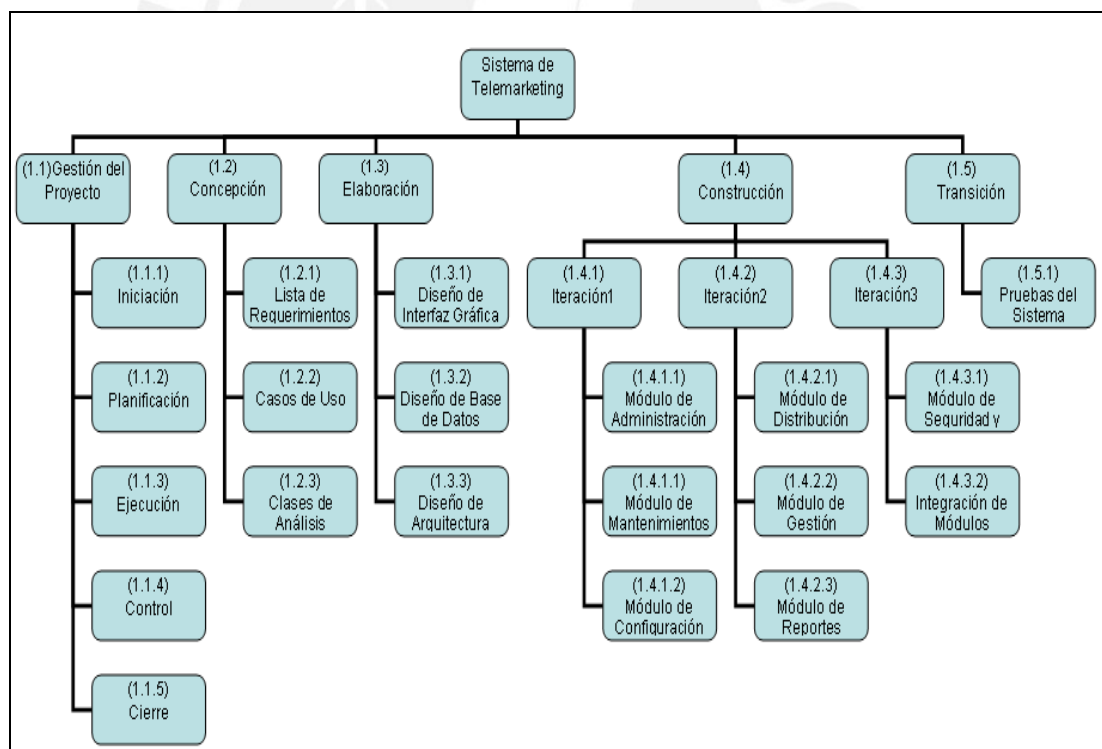 Sistema de
Telemarketing
(1.1)Gestión del
Proyecto
(1.2)
Concepción
(1.3)
Elaboración
(1.4)
Construcción
(1.5)
Transición
(1.1.1)
Iniciación
(1.1.2)
Planificación
(1.1.3)
Ejecución
(1.1.4)
Control
(1.1.5)
Cierre
(1.2.1)
Lista de
Requerimientos
(1.2.2)
Casos de Uso
(1.2.3)
Clases de
Análisis
(1.3.1)
Diseño de
Interfaz Gráfica
(1.3.2)
Diseño de Base
de Datos
(1.3.3)
Diseño de
Arquitectura
(1.4.1)
Iteración1
(1.4.1.1)
Módulo de
Administración
(1.4.1.1)
Módulo de
Mantenimientos
(1.4.1.2)
Módulo de
Configuración
(1.4.2)
Iteración2
(1.4.2.1)
Módulo de
Distribución
(1.4.2.2)
Módulo de
Gestión
(1.4.2.3)
Módulo de
Reportes
(1.4.3)
Iteración3
(1.4.3.1)
Módulo de
Seguridad y
(1.4.3.2)
Integración de
Módulos
(1.5.1)
Pruebas del
Sistema